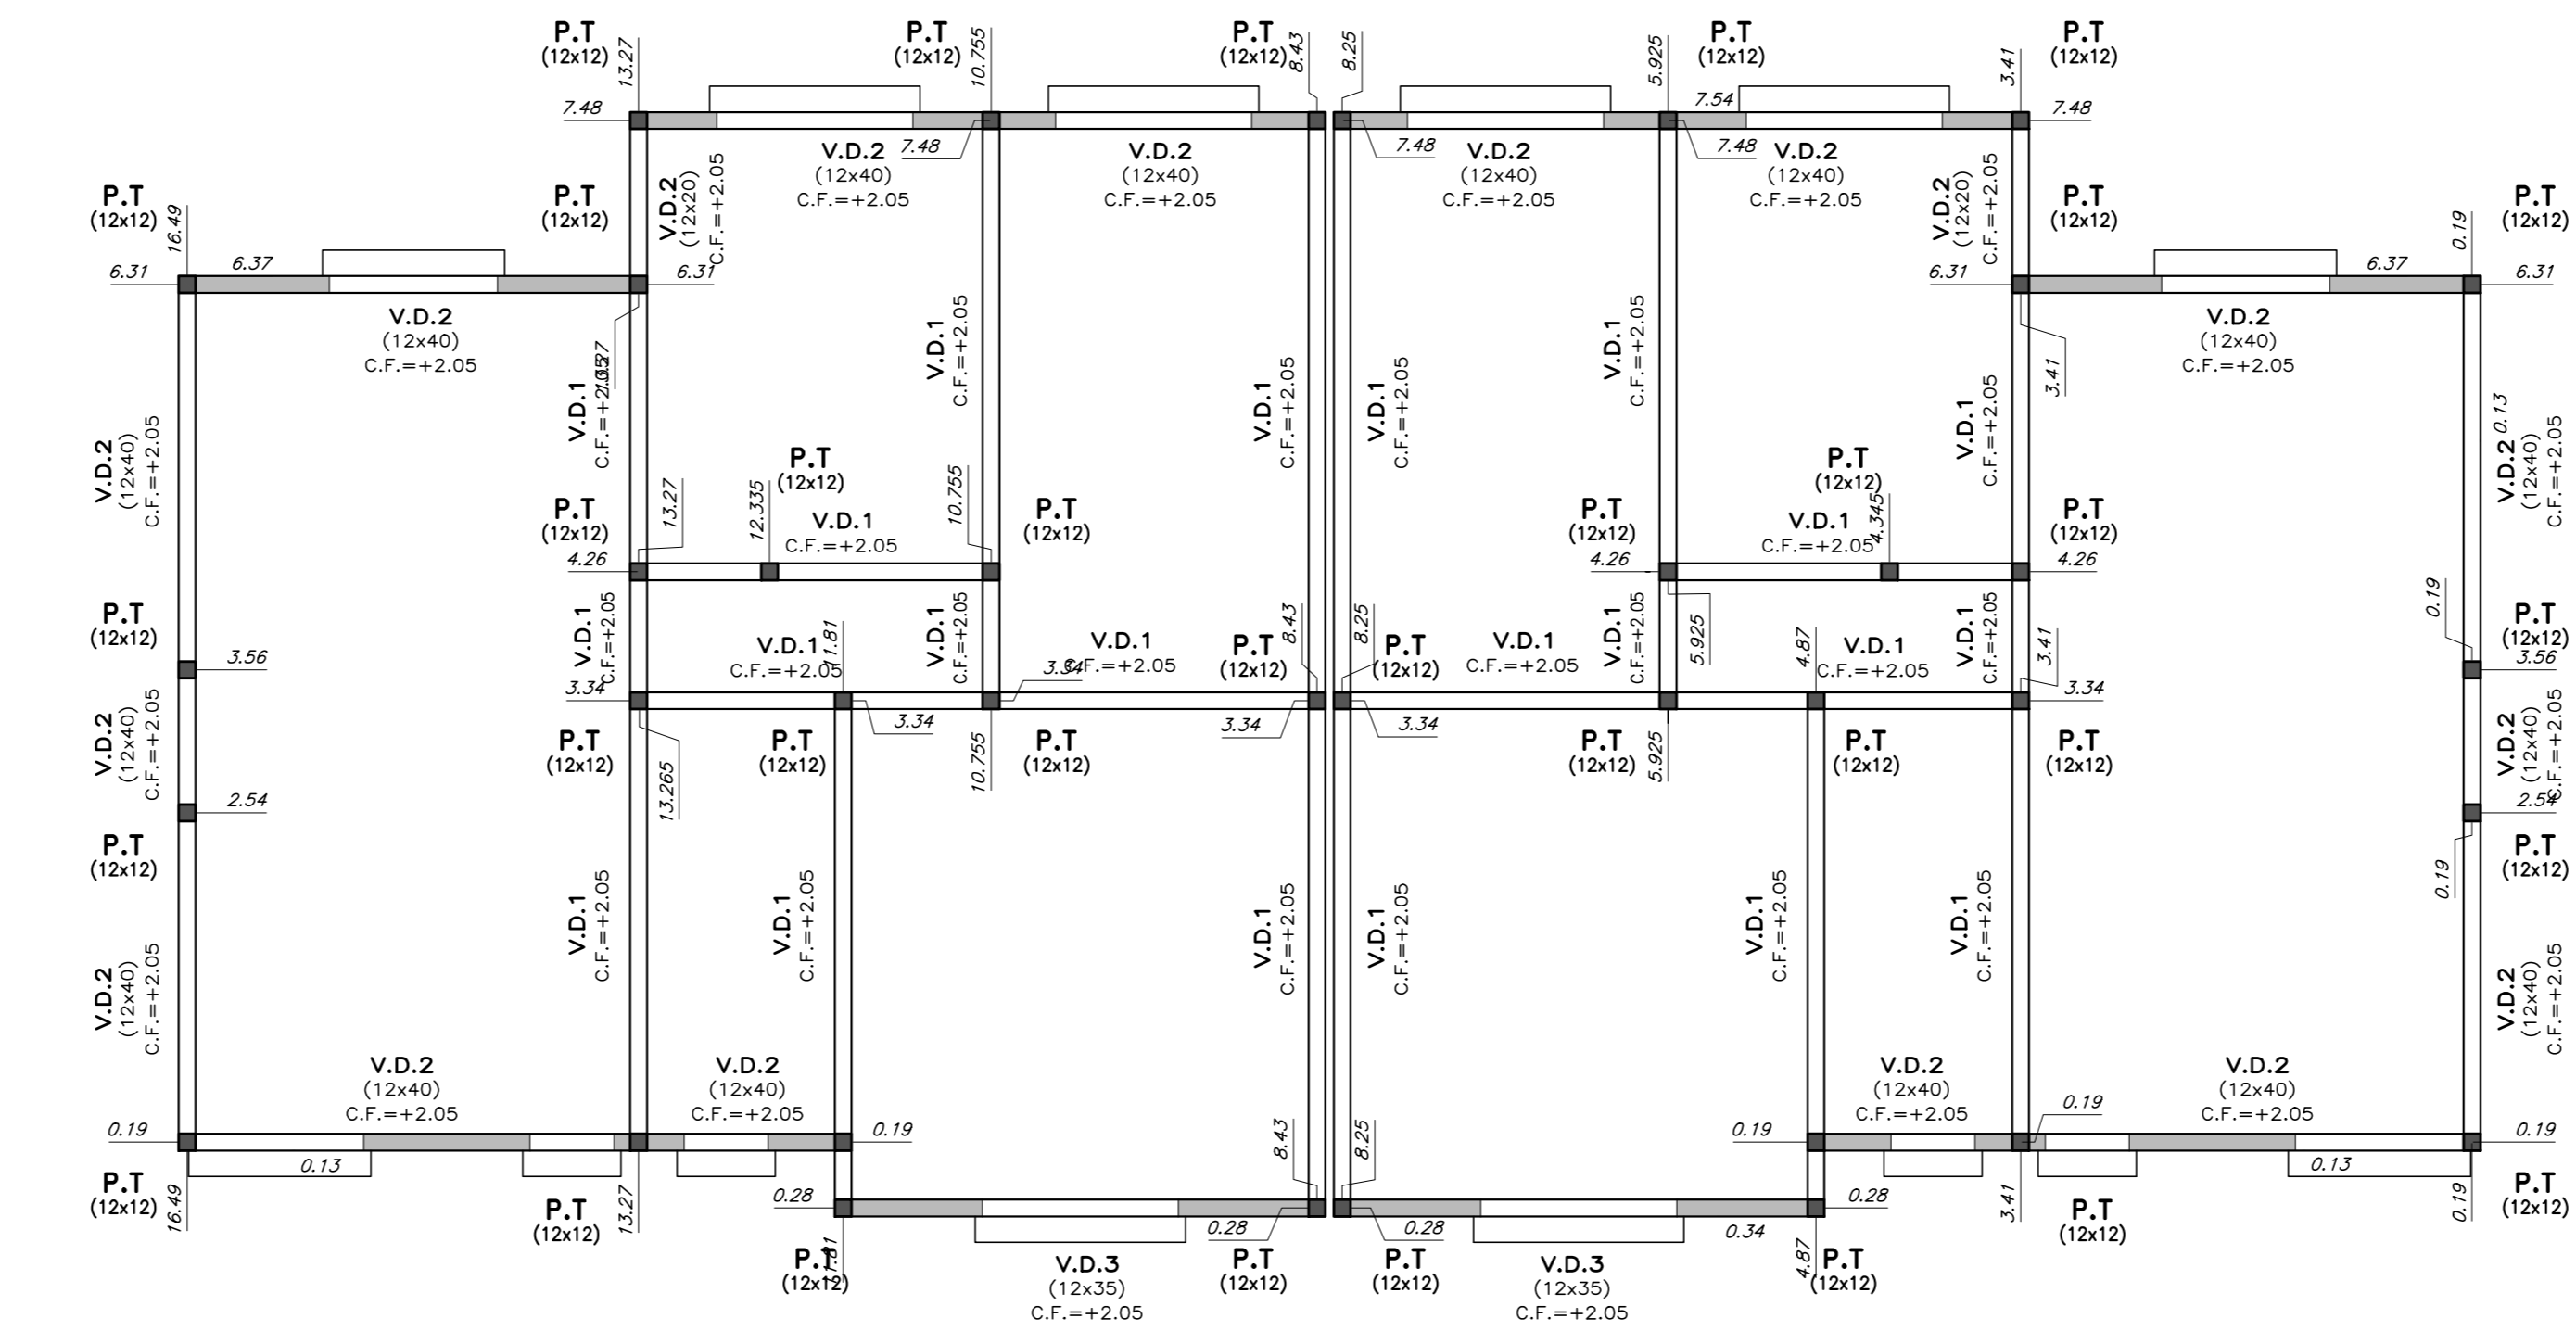 P.T
(12x12)
13.27
P.T
(12x12)
10.755
P.T
(12x12)
8.43
8.25
5.925
P.T
(12x12)
3.41
P.T
(12x12)
7.48
7.54
7.48
V.D.2
(12x40)
C.F.=+2.05
7.48
V.D.2
(12x40)
C.F.=+2.05
7.48
V.D.2
(12x40)
C.F.=+2.05
7.48
V.D.2
(12x40)
C.F.=+2.05
P.T
(12x12)
16.49
P.T
(12x12)
V.D.2
(12x20)
C.F.=+2.05
V.D.2
(12x20)
C.F.=+2.05
P.T
(12x12)
0.19
P.T
(12x12)
6.31
6.37
6.31
6.31
6.37
6.31
V.D.2
(12x40)
C.F.=+2.05
V.D.2
(12x40)
C.F.=+2.05
13.27
V.D.1
C.F.=+2.05
V.D.1
C.F.=+2.05
V.D.1
C.F.=+2.05
V.D.1
C.F.=+2.05
V.D.1
C.F.=+2.05
V.D.1
C.F.=+2.05
3.41
0.13
V.D.2
(12x40)
C.F.=+2.05
V.D.2
(12x40)
C.F.=+2.05
P.T
(12x12)
P.T
(12x12)
P.T
(12x12)
13.27
12.335
10.755
V.D.1
C.F.=+2.05
P.T
(12x12)
P.T
(12x12)
V.D.1
C.F.=+2.05
4.345
P.T
(12x12)
4.26
4.26
4.26
P.T
(12x12)
V.D.1
C.F.=+2.05
V.D.1
C.F.=+2.05
11.81
V.D.1
C.F.=+2.05
3.34
V.D.1
C.F.=+2.05
P.T
(12x12)
8.43
8.25
P.T
(12x12)
V.D.1
C.F.=+2.05
V.D.1
C.F.=+2.05
5.925
4.87
V.D.1
C.F.=+2.05
V.D.1
C.F.=+2.05
3.41
0.19
P.T
(12x12)
3.56
3.56
3.34
3.34
3.34
3.34
3.34
P.T
(12x12)
13.265
P.T
(12x12)
10.755
P.T
(12x12)
P.T
(12x12)
5.925
P.T
(12x12)
P.T
(12x12)
V.D.2
(12x40)
C.F.=+2.05
V.D.2
(12x40)
C.F.=+2.05
2.54
2.54
P.T
(12x12)
0.19
P.T
(12x12)
V.D.1
C.F.=+2.05
V.D.1
C.F.=+2.05
V.D.1
C.F.=+2.05
V.D.1
C.F.=+2.05
V.D.1
C.F.=+2.05
V.D.1
C.F.=+2.05
V.D.2
(12x40)
C.F.=+2.05
V.D.2
(12x40)
C.F.=+2.05
V.D.2
(12x40)
C.F.=+2.05
V.D.2
(12x40)
C.F.=+2.05
V.D.2
(12x40)
C.F.=+2.05
V.D.2
(12x40)
C.F.=+2.05
0.19
0.19
8.43
8.25
0.19
0.19
0.19
0.13
0.13
P.T
(12x12)
16.49
P.T
(12x12)
13.27
0.28
0.28
0.28
0.34
0.28
3.41
P.T
(12x12)
0.19
P.T
(12x12)
P.T
(12x12)
11.81
V.D.3
(12x35)
C.F.=+2.05
P.T
(12x12)
P.T
(12x12)
V.D.3
(12x35)
C.F.=+2.05
4.87
P.T
(12x12)